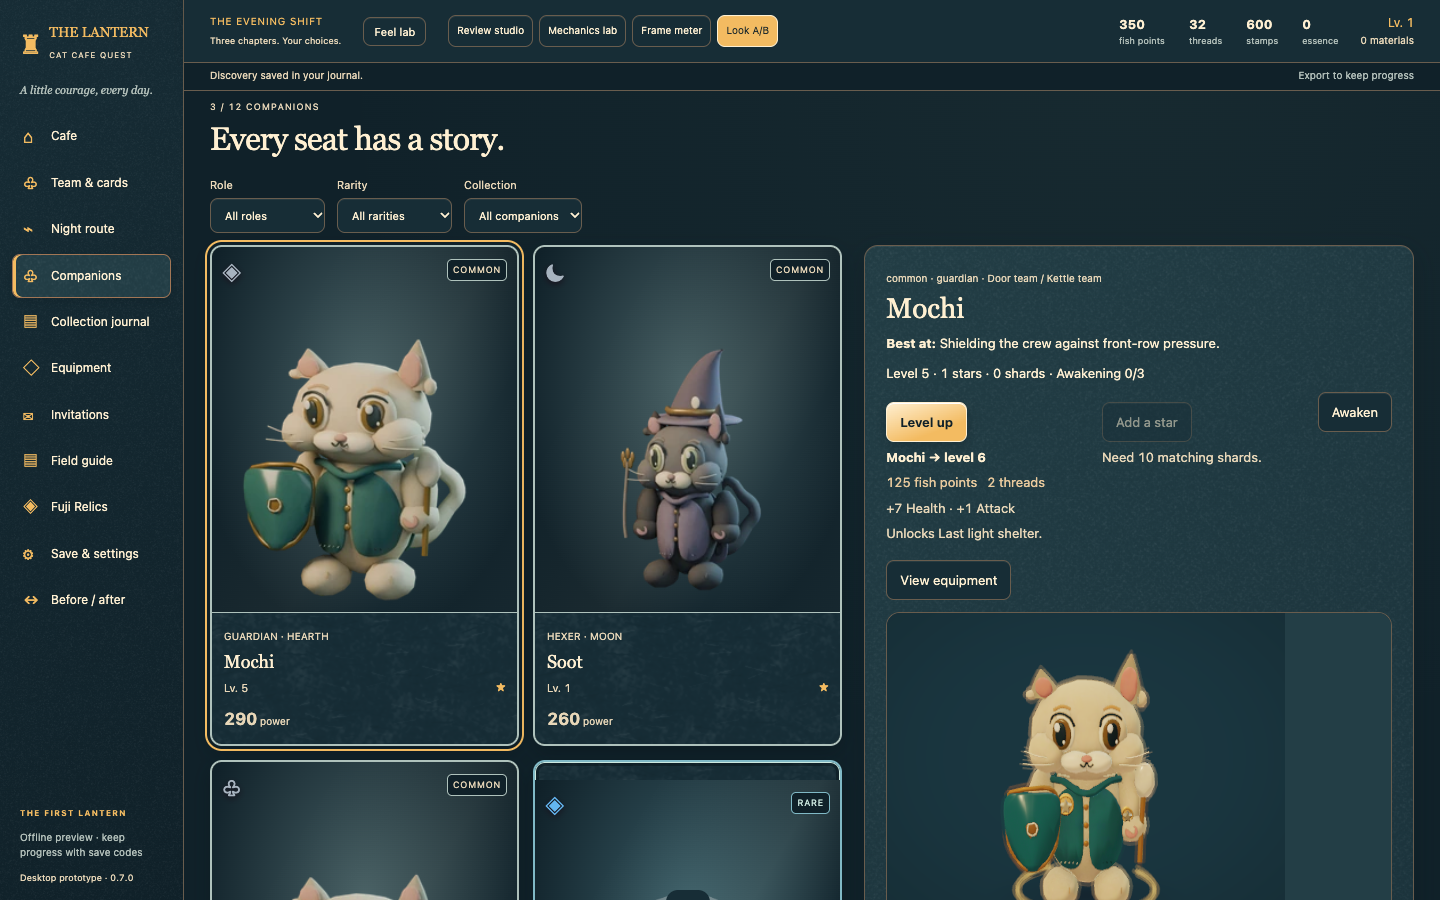 THE LANTERN
CAT CAFE QUEST
A little courage, every day.
Cafe
Team & cards
Night route
Companions
Collection journal
Equipment
Invitations
Field guide
Fuji Relics
Save & settings
Before / after
THE FIRST LANTERN
Offline preview · keep
progress with save codes
Desktop prototype · 0.7.0
THE EVENING SHIFT
Three chapters. Your choices.
Feel lab
Review studio
Mechanics lab
Frame meter
Look A/B
350
fish points
32
threads
600
stamps
0
essence
Lv. 1
0 materials
Discovery saved in your journal.
Export to keep progress
3 / 12 COMPANIONS
Every seat has a story.
Role
Rarity
Collection
All roles
All rarities
All companions
COMMON
GUARDIAN · HEARTH
Mochi
Lv. 5
290 power
COMMON
HEXER · MOON
Soot
Lv. 1
260 power
COMMON
RARE
common · guardian · Door team / Kettle team
Mochi
Best at: Shielding the crew against front-row pressure.
Level 5 · 1 stars · 0 shards · Awakening 0/3
Level up
Mochi → level 6
125 fish points 2 threads
+7 Health · +1 Attack
Unlocks Last light shelter.
Add a star
Need 10 matching shards.
Awaken
View equipment